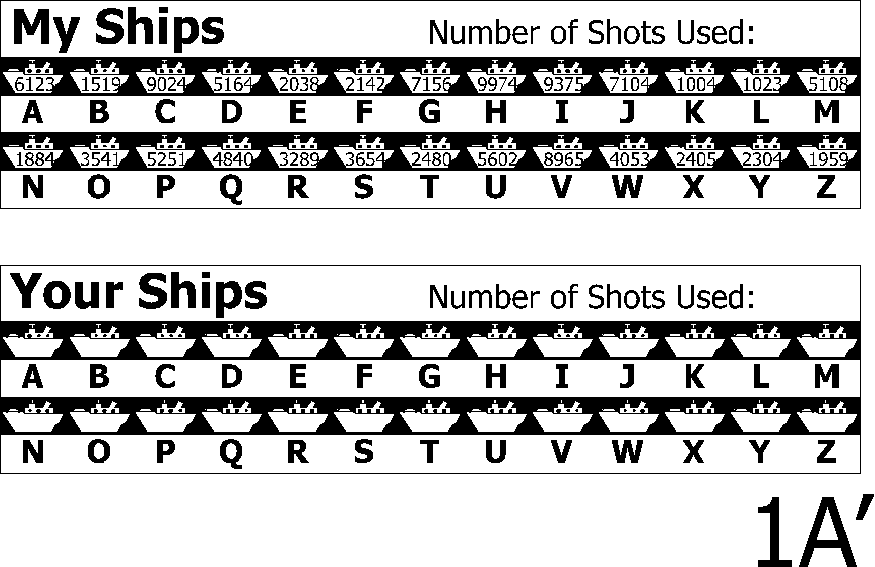 My Ships Number of Shots Used:
6123 1519 9024 5164 2038 2142 7156 9974 9375 7104 1004 1023 5108
A B C D E F G H I J K L M
1884 3541 5251 4840 3289 3654 2480 5602 8965 4053 2405 2304 1959
N O P Q R S T U V W X Y Z
Your Ships Number of Shots Used:
A B C D E F G H I J K L M
N O P Q R S T U V W X Y Z
1A′